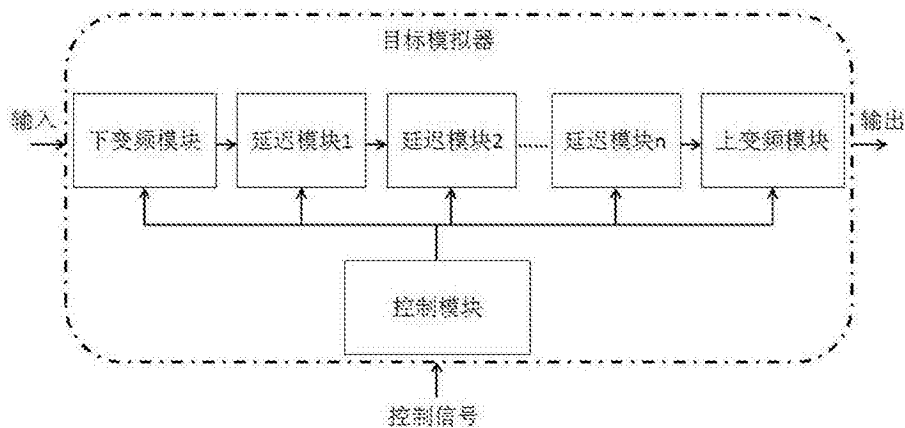 目标模拟器
输入
下变频模块
延迟模块1
延迟模块2
......
延迟模块n
上变频模块
输出
控制模块
控制信号